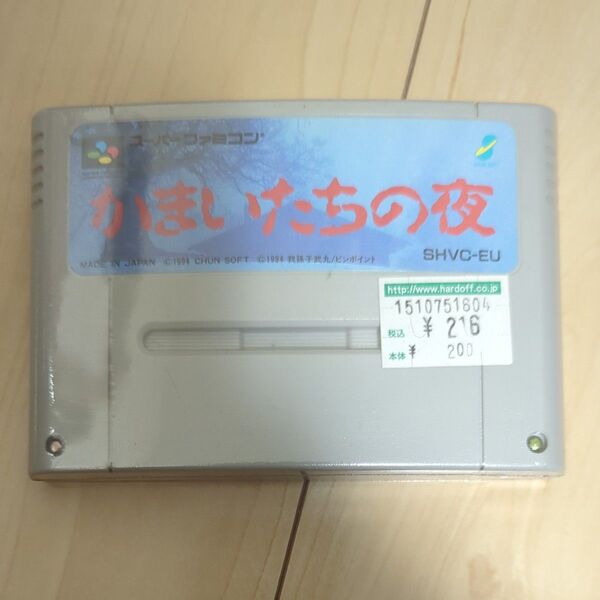 スーパーファミコン
かまいたちの夜
MADE IN JAPAN ©1994 CHUN SOFT ©1994 我孫子武丸/ピンポイント
SHVC-EU
http://www.hardoff.co.jp
1510751604
税込 ¥ 216
本体 ¥ 200